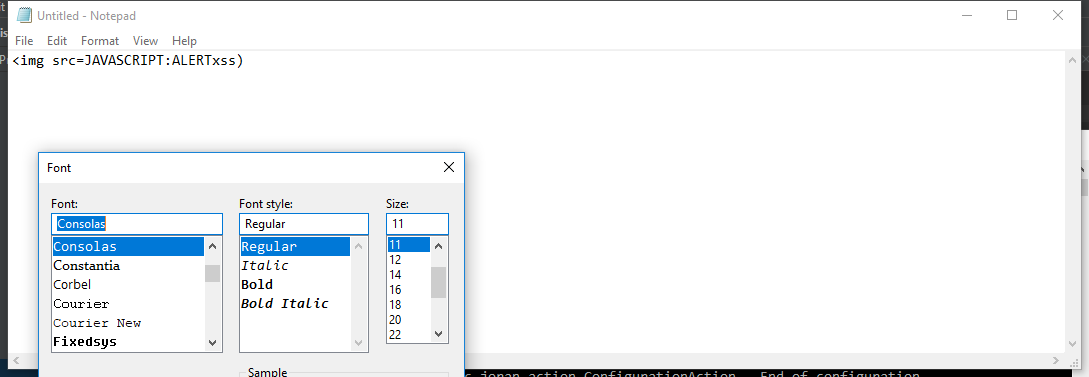 Untitled - Notepad
File Edit Format View Help
<img src=JAVASCRIPT:ALERTxss)
Font
Font: Font style: Size:
Consolas Regular 11
Consolas Regular 11
Constantia Italic 12
Corbel Bold 14
Courier Bold Italic 16
Courier New 18
Fixedsys 20
22
Sample
jonan.action.ConfigurationAction - End of configuration